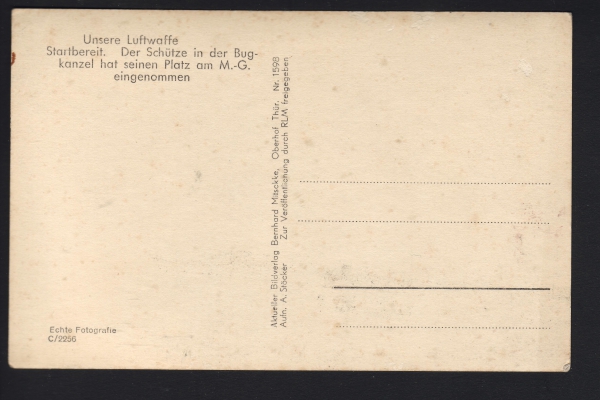 Unsere Luftwaffe
Startbereit. Der Schütze in der Bug-
kanzel hat seinen Platz am M.-G.
eingenommen
Aktueller Bildverlag Bernhard Mitschke, Oberhof Thür. Nr. 1598
Aufn. A. Stöcker Zur Veröffentlichung durch RLM freigegeben
Echte Fotografie
C/2256